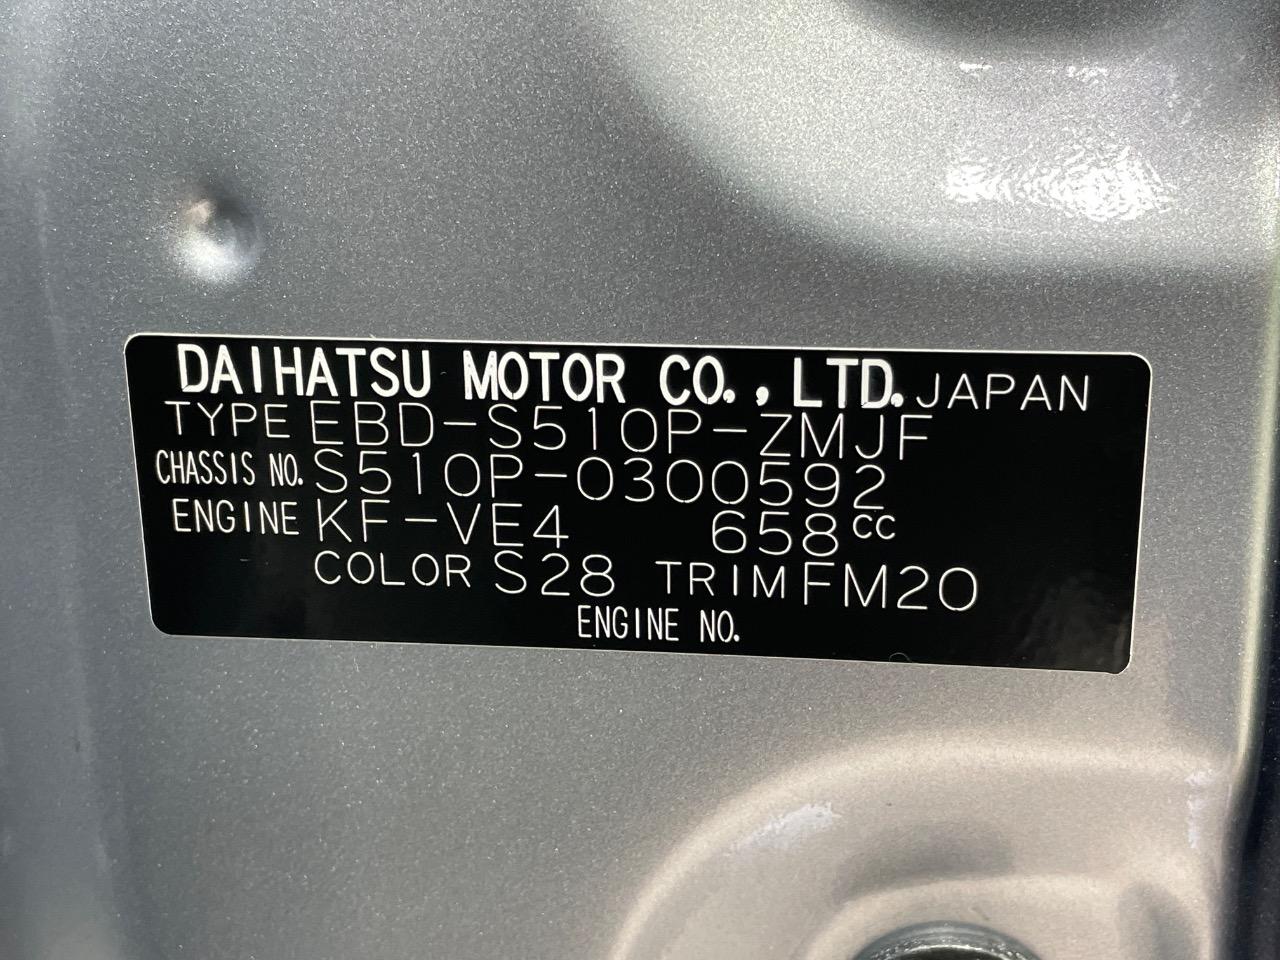 DAIHATSU MOTOR CO., LTD. JAPAN
TYPE EBD-S510P-ZMJF
CHASSIS NO. S510P-0300592
ENGINE KF-VE4 658cc
COLOR S28 TRIM FM20
ENGINE NO.